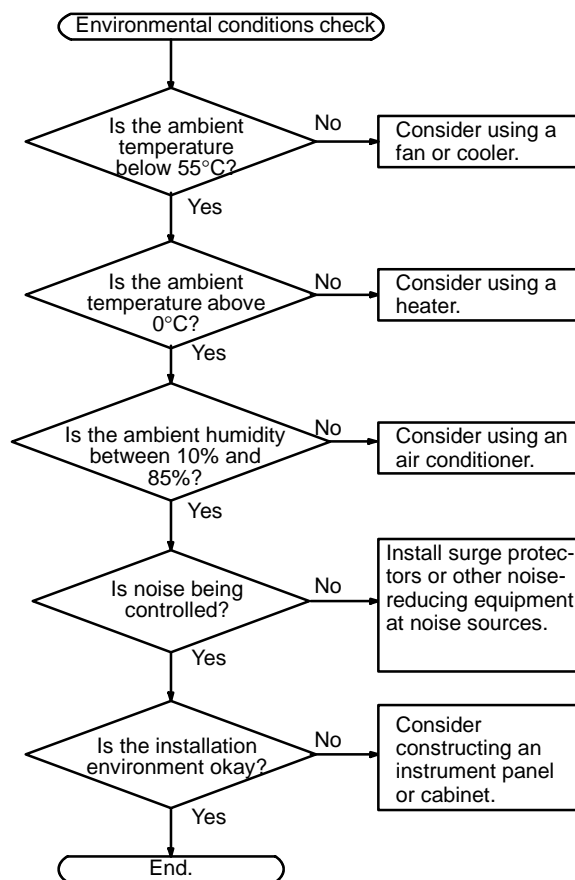 Environmental conditions check
Is the ambient
temperature
below 55°C?
No
Consider using a
fan or cooler.
Yes
Is the ambient
temperature above
0°C?
No
Consider using a
heater.
Yes
Is the ambient humidity
between 10% and
85%?
No
Consider using an
air conditioner.
Yes
Is noise being
controlled?
No
Install surge protec-
tors or other noise-
reducing equipment
at noise sources.
Yes
Is the installation
environment okay?
No
Consider
constructing an
instrument panel
or cabinet.
Yes
End.